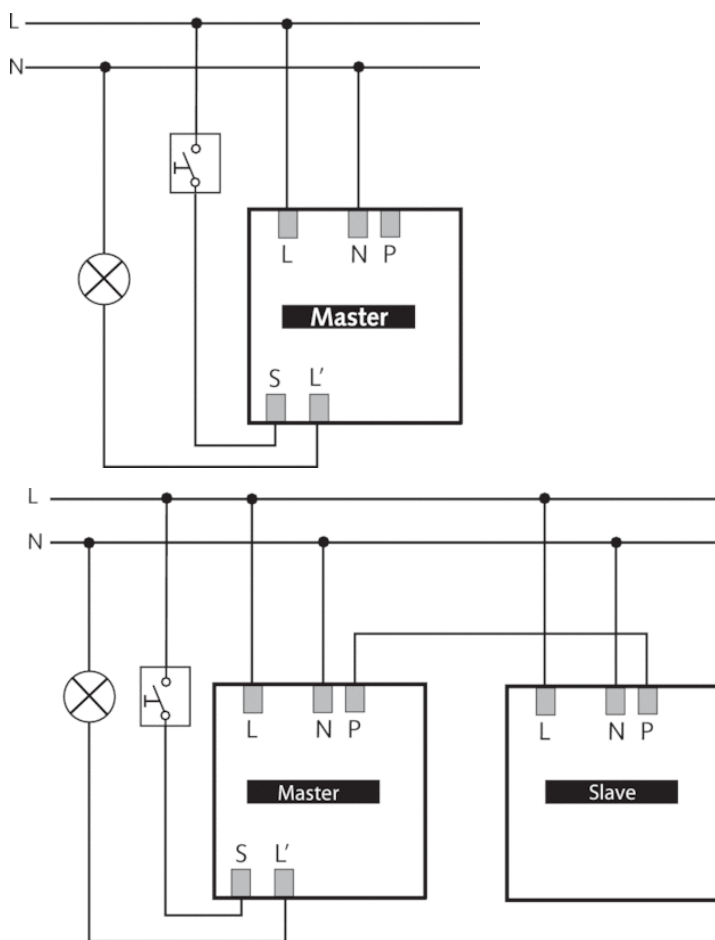 L
N
L N P
Master
S L'
L
N
L N P L N P
Master Slave
S L'